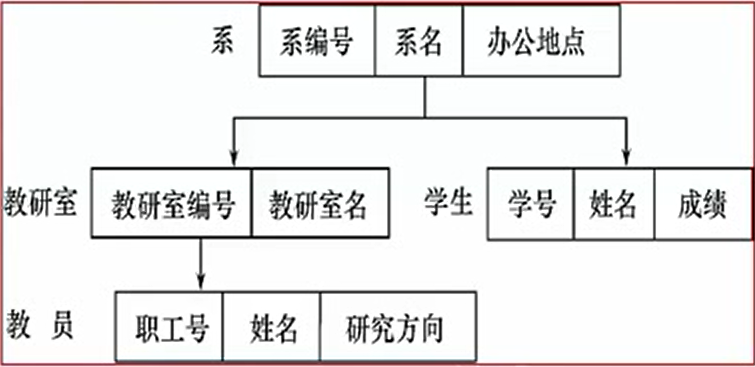 系 系编号 系名 办公地点
教研室 教研室编号 教研室名 学生 学号 姓名 成绩
教 员 职工号 姓名 研究方向